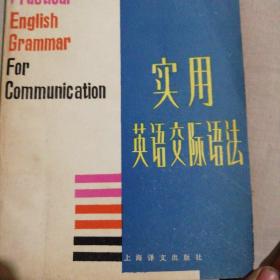 Practical
English
Grammar
For
Communication
实用
英语交际语法
上海译文出版社